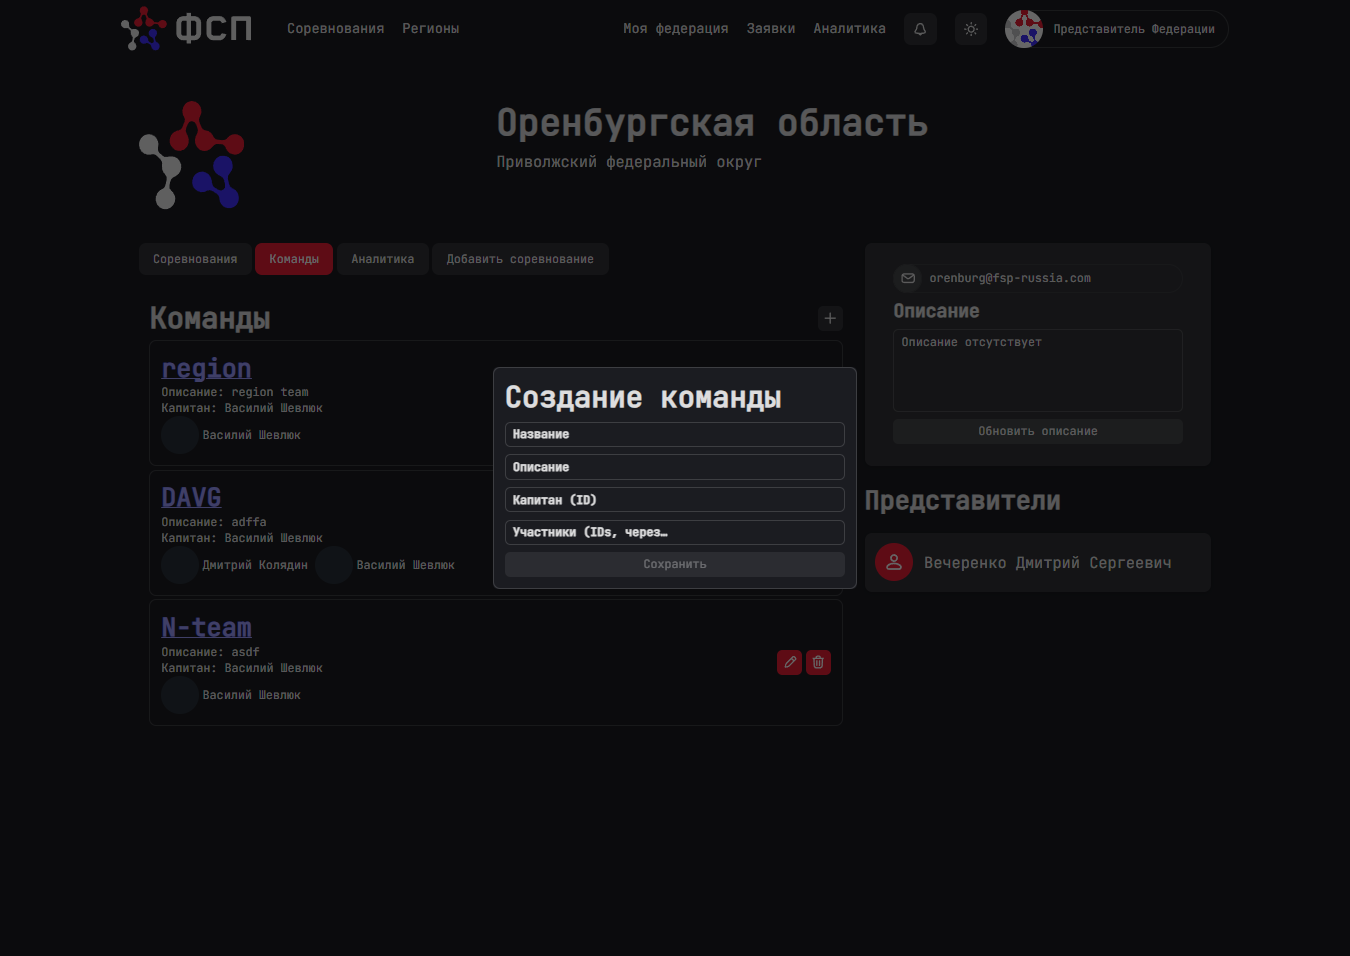 ФСП
Соревнования Регионы
Моя федерация Заявки Аналитика
Представитель Федерации
Оренбургская область
Приволжский федеральный округ
Соревнования Команды Аналитика Добавить соревнование
Команды
region
Описание: region team
Капитан: Василий Шевлюк
Василий Шевлюк
DAVG
Описание: adffa
Капитан: Василий Шевлюк
Дмитрий Колядин Василий Шевлюк
N-team
Описание: asdf
Капитан: Василий Шевлюк
Василий Шевлюк
Создание команды
Название
Описание
Капитан (ID)
Участники (IDs, через…
Сохранить
orenburg@fsp-russia.com
Описание
Описание отсутствует
Обновить описание
Представители
Вечеренко Дмитрий Сергеевич